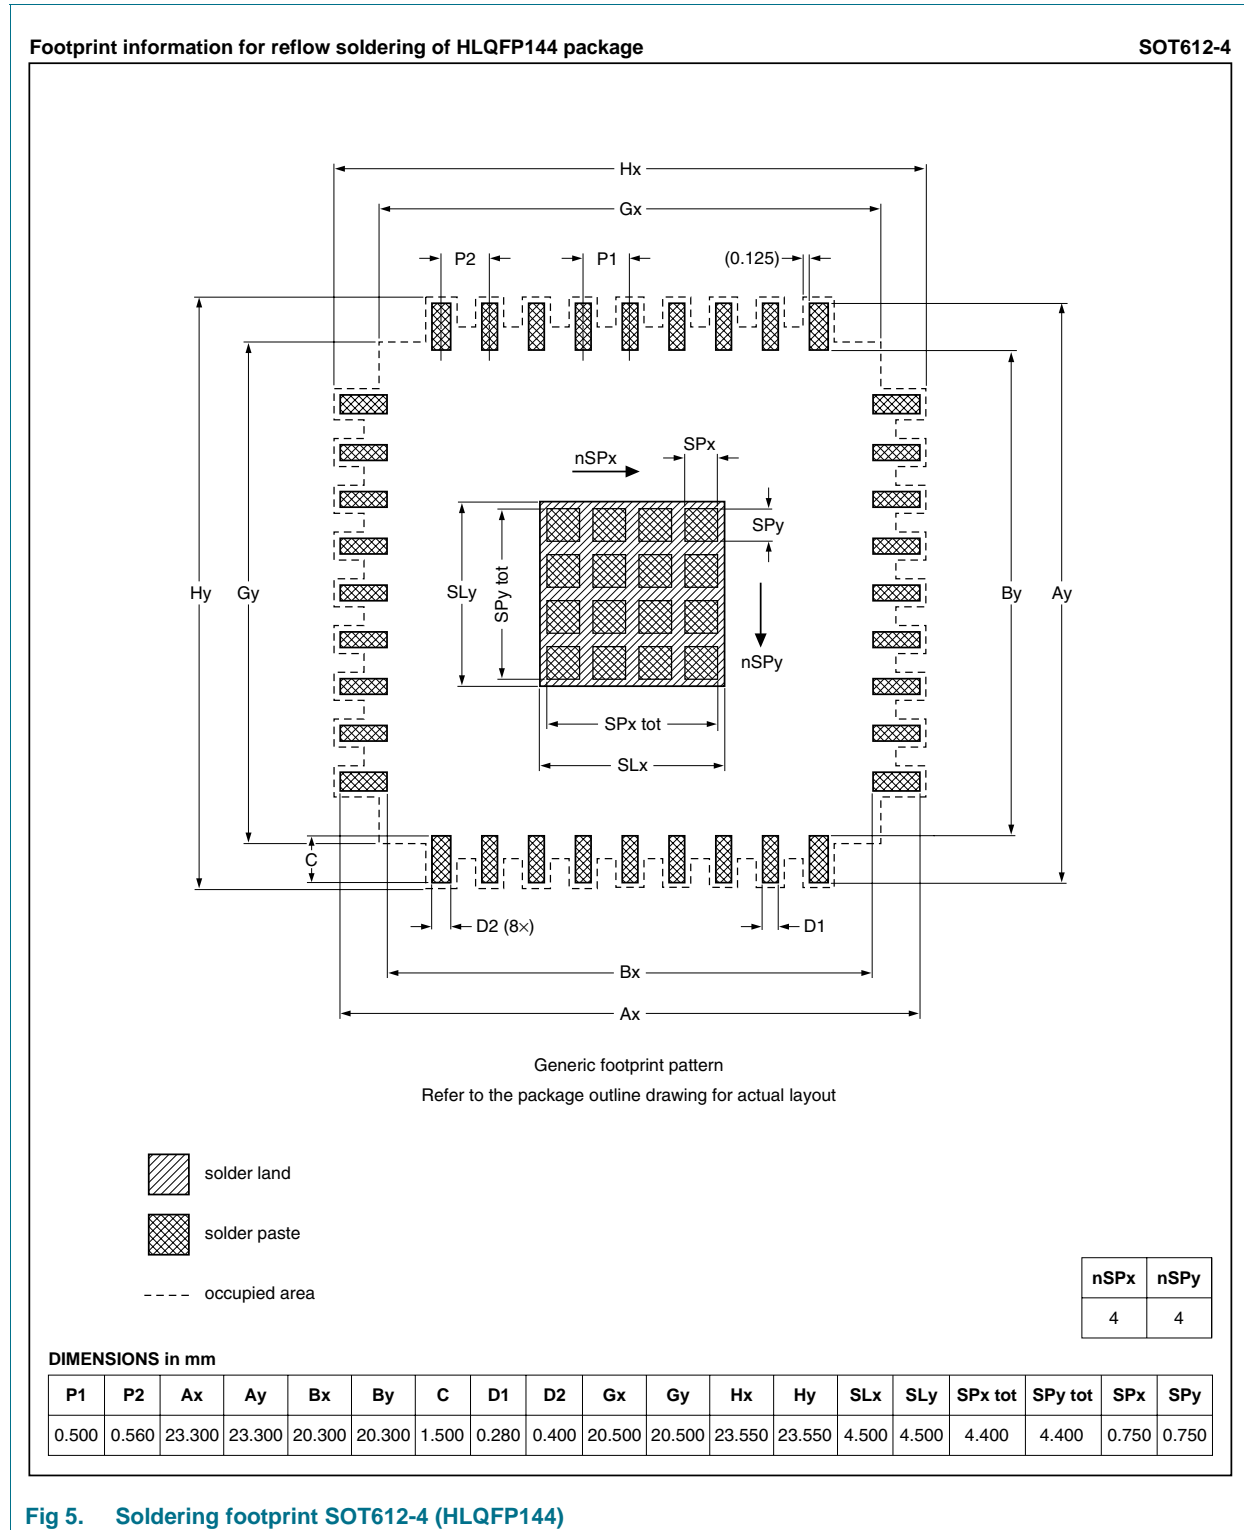 Footprint information for reflow soldering of HLQFP144 package SOT612-4
Hx
Gx
P2 P1 (0.125)
SPx
nSPx
SPy
Hy Gy SLy SPy tot By Ay
nSPy
SPx tot
SLx
C
D2 (8×) D1
Bx
Ax
Generic footprint pattern
Refer to the package outline drawing for actual layout
solder land
solder paste
occupied area
nSPx nSPy
4 4
DIMENSIONS in mm
P1 P2 Ax Ay Bx By C D1 D2 Gx Gy Hx Hy SLx SLy SPx tot SPy tot SPx SPy
0.500 0.560 23.300 23.300 20.300 20.300 1.500 0.280 0.400 20.500 20.500 23.550 23.550 4.500 4.500 4.400 4.400 0.750 0.750
Fig 5. Soldering footprint SOT612-4 (HLQFP144)